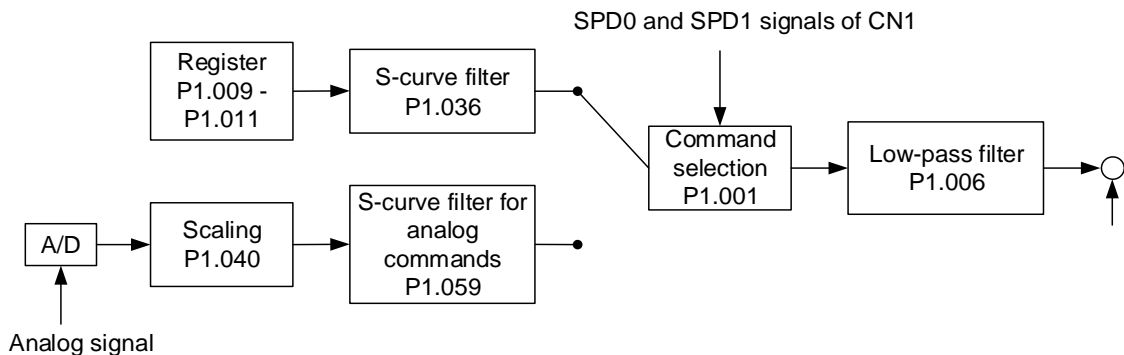 SPD0 and SPD1 signals of CN1
Register
P1.009 -
P1.011
S-curve filter
P1.036
Command
selection
P1.001
Low-pass filter
P1.006
A/D
Scaling
P1.040
S-curve filter for
analog
commands
P1.059
Analog signal